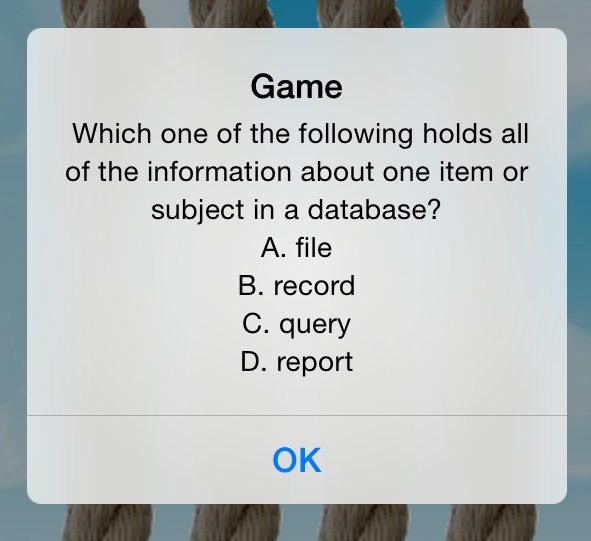 Game
Which one of the following holds all
of the information about one item or
subject in a database?
A. file
B. record
C. query
D. report
OK